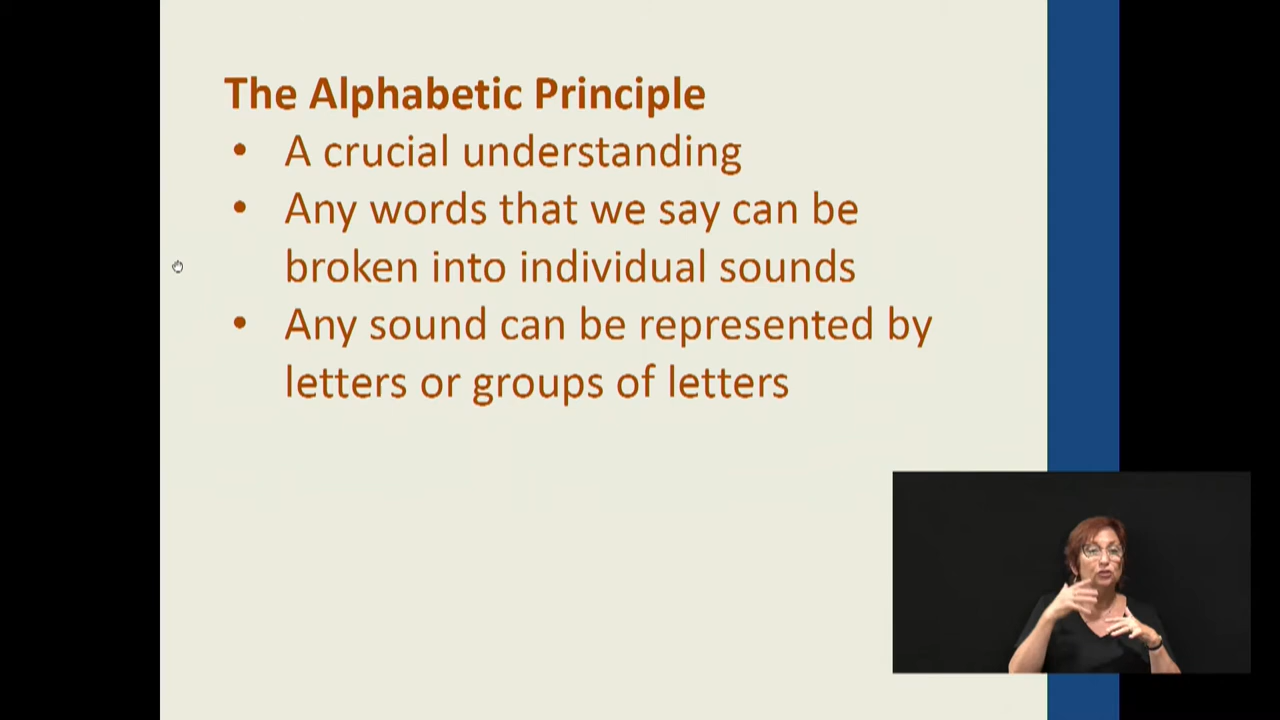 The Alphabetic Principle
• A crucial understanding
• Any words that we say can be
broken into individual sounds
• Any sound can be represented by
letters or groups of letters